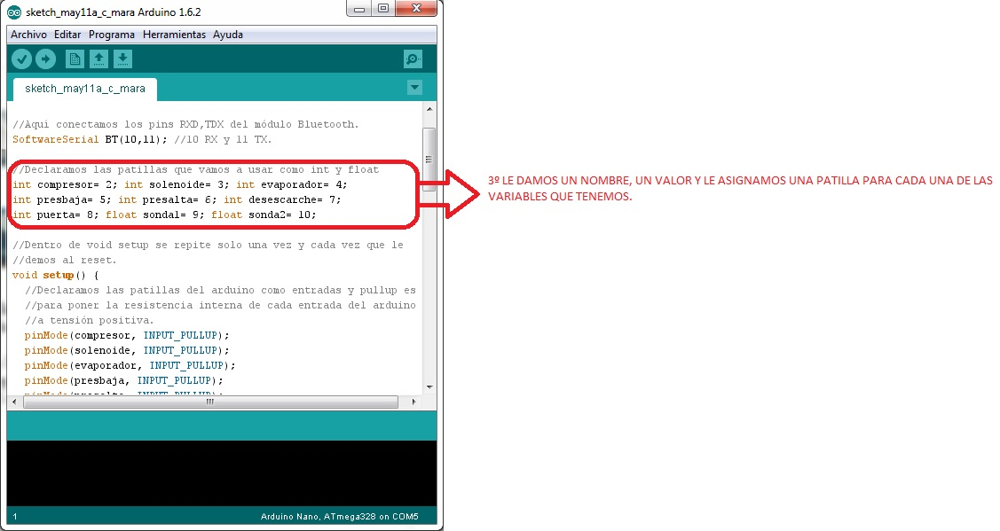 sketch_may11a_c_mara Arduino 1.6.2
Archivo Editar Programa Herramientas Ayuda
sketch_may11a_c_mara
//Aquí conectamos los pins RXD,TDX del módulo Bluetooth.
SoftwareSerial BT(10,11); //10 RX y 11 TX.
//Declaramos las patillas que vamos a usar como int y float
int compresor= 2; int solenoide= 3; int evaporador= 4;
int presbaja= 5; int presalta= 6; int desescarche= 7;
int puerta= 8; float sonda1= 9; float sonda2= 10;
3º LE DAMOS UN NOMBRE, UN VALOR Y LE ASIGNAMOS UNA PATILLA PARA CADA UNA DE LAS
VARIABLES QUE TENEMOS.
//Dentro de void setup se repite solo una vez y cada vez que le
//demos al reset.
void setup() {
//Declaramos las patillas del arduino como entradas y pullup es
//para poner la resistencia interna de cada entrada del arduino
//a tensión positiva.
pinMode(compresor, INPUT_PULLUP);
pinMode(solenoide, INPUT_PULLUP);
pinMode(evaporador, INPUT_PULLUP);
pinMode(presbaja, INPUT_PULLUP);
1
Arduino Nano, ATmega328 on COM5